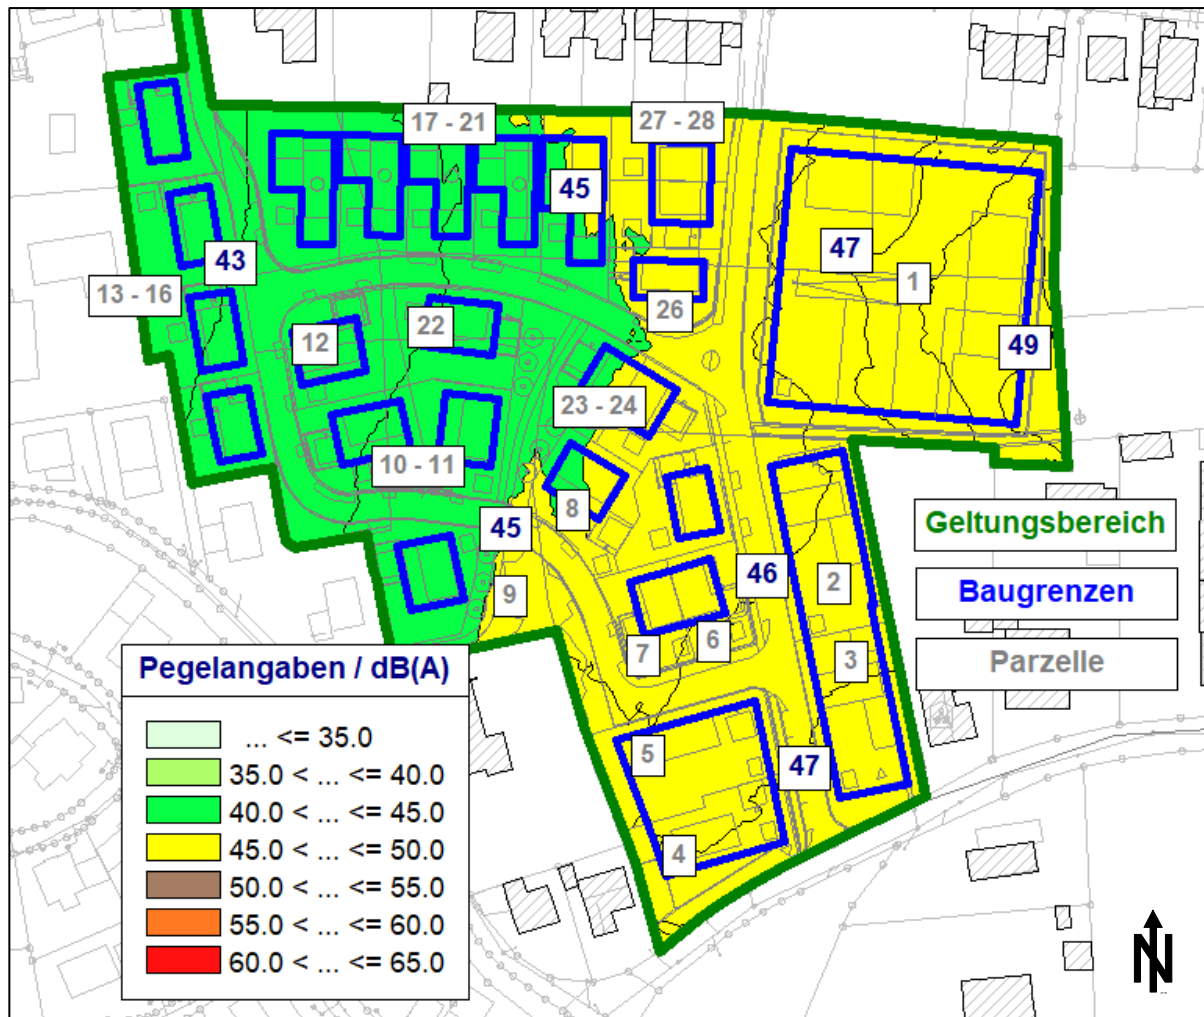 17 - 21
27 - 28
45
43
47
1
13 - 16
26
22
12
49
23 - 24
10 - 11
8
45
Geltungsbereich
46
2
Baugrenzen
9
6
7
3
Parzelle
5
47
4
Pegelangaben / dB(A)
... <= 35.0
35.0 < ... <= 40.0
40.0 < ... <= 45.0
45.0 < ... <= 50.0
50.0 < ... <= 55.0
55.0 < ... <= 60.0
60.0 < ... <= 65.0
N